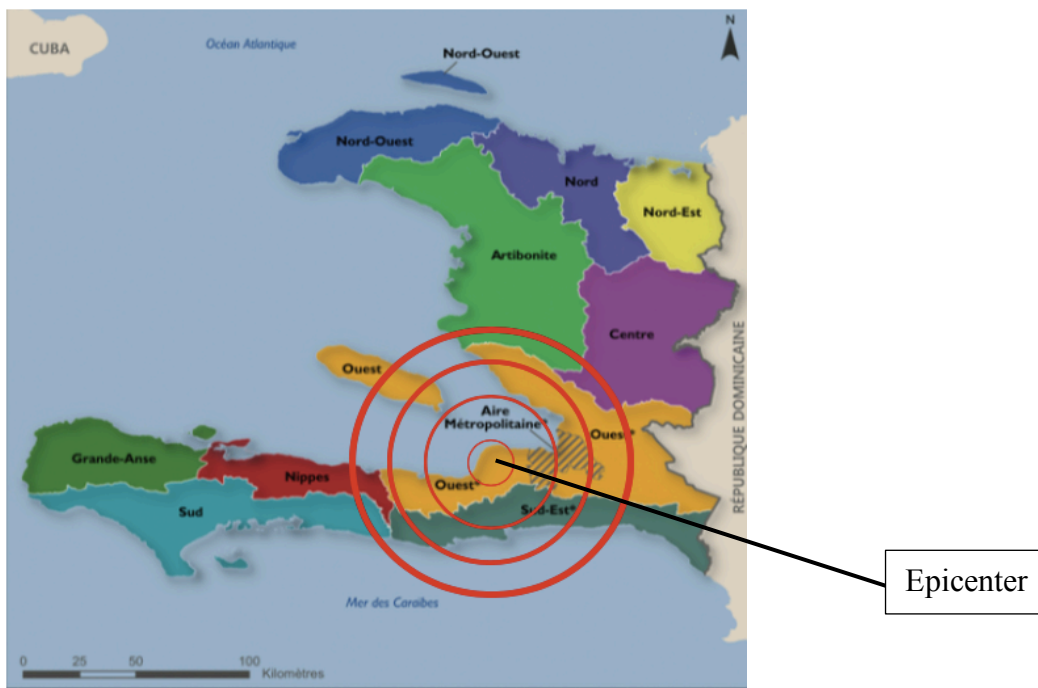 CUBA
Océan Atlantique
N
Nord-Ouest
Nord-Ouest
Nord
Nord-Est
Artibonite
Centre
RÉPUBLIQUE DOMINICAINE
Ouest
Aire
Métropolitaine*
Ouest*
Grande-Anse
Nippes
Ouest*
Sud
Sud-Est*
Epicenter
Mer des Caraïbes
0 25 50 100
Kilomètres